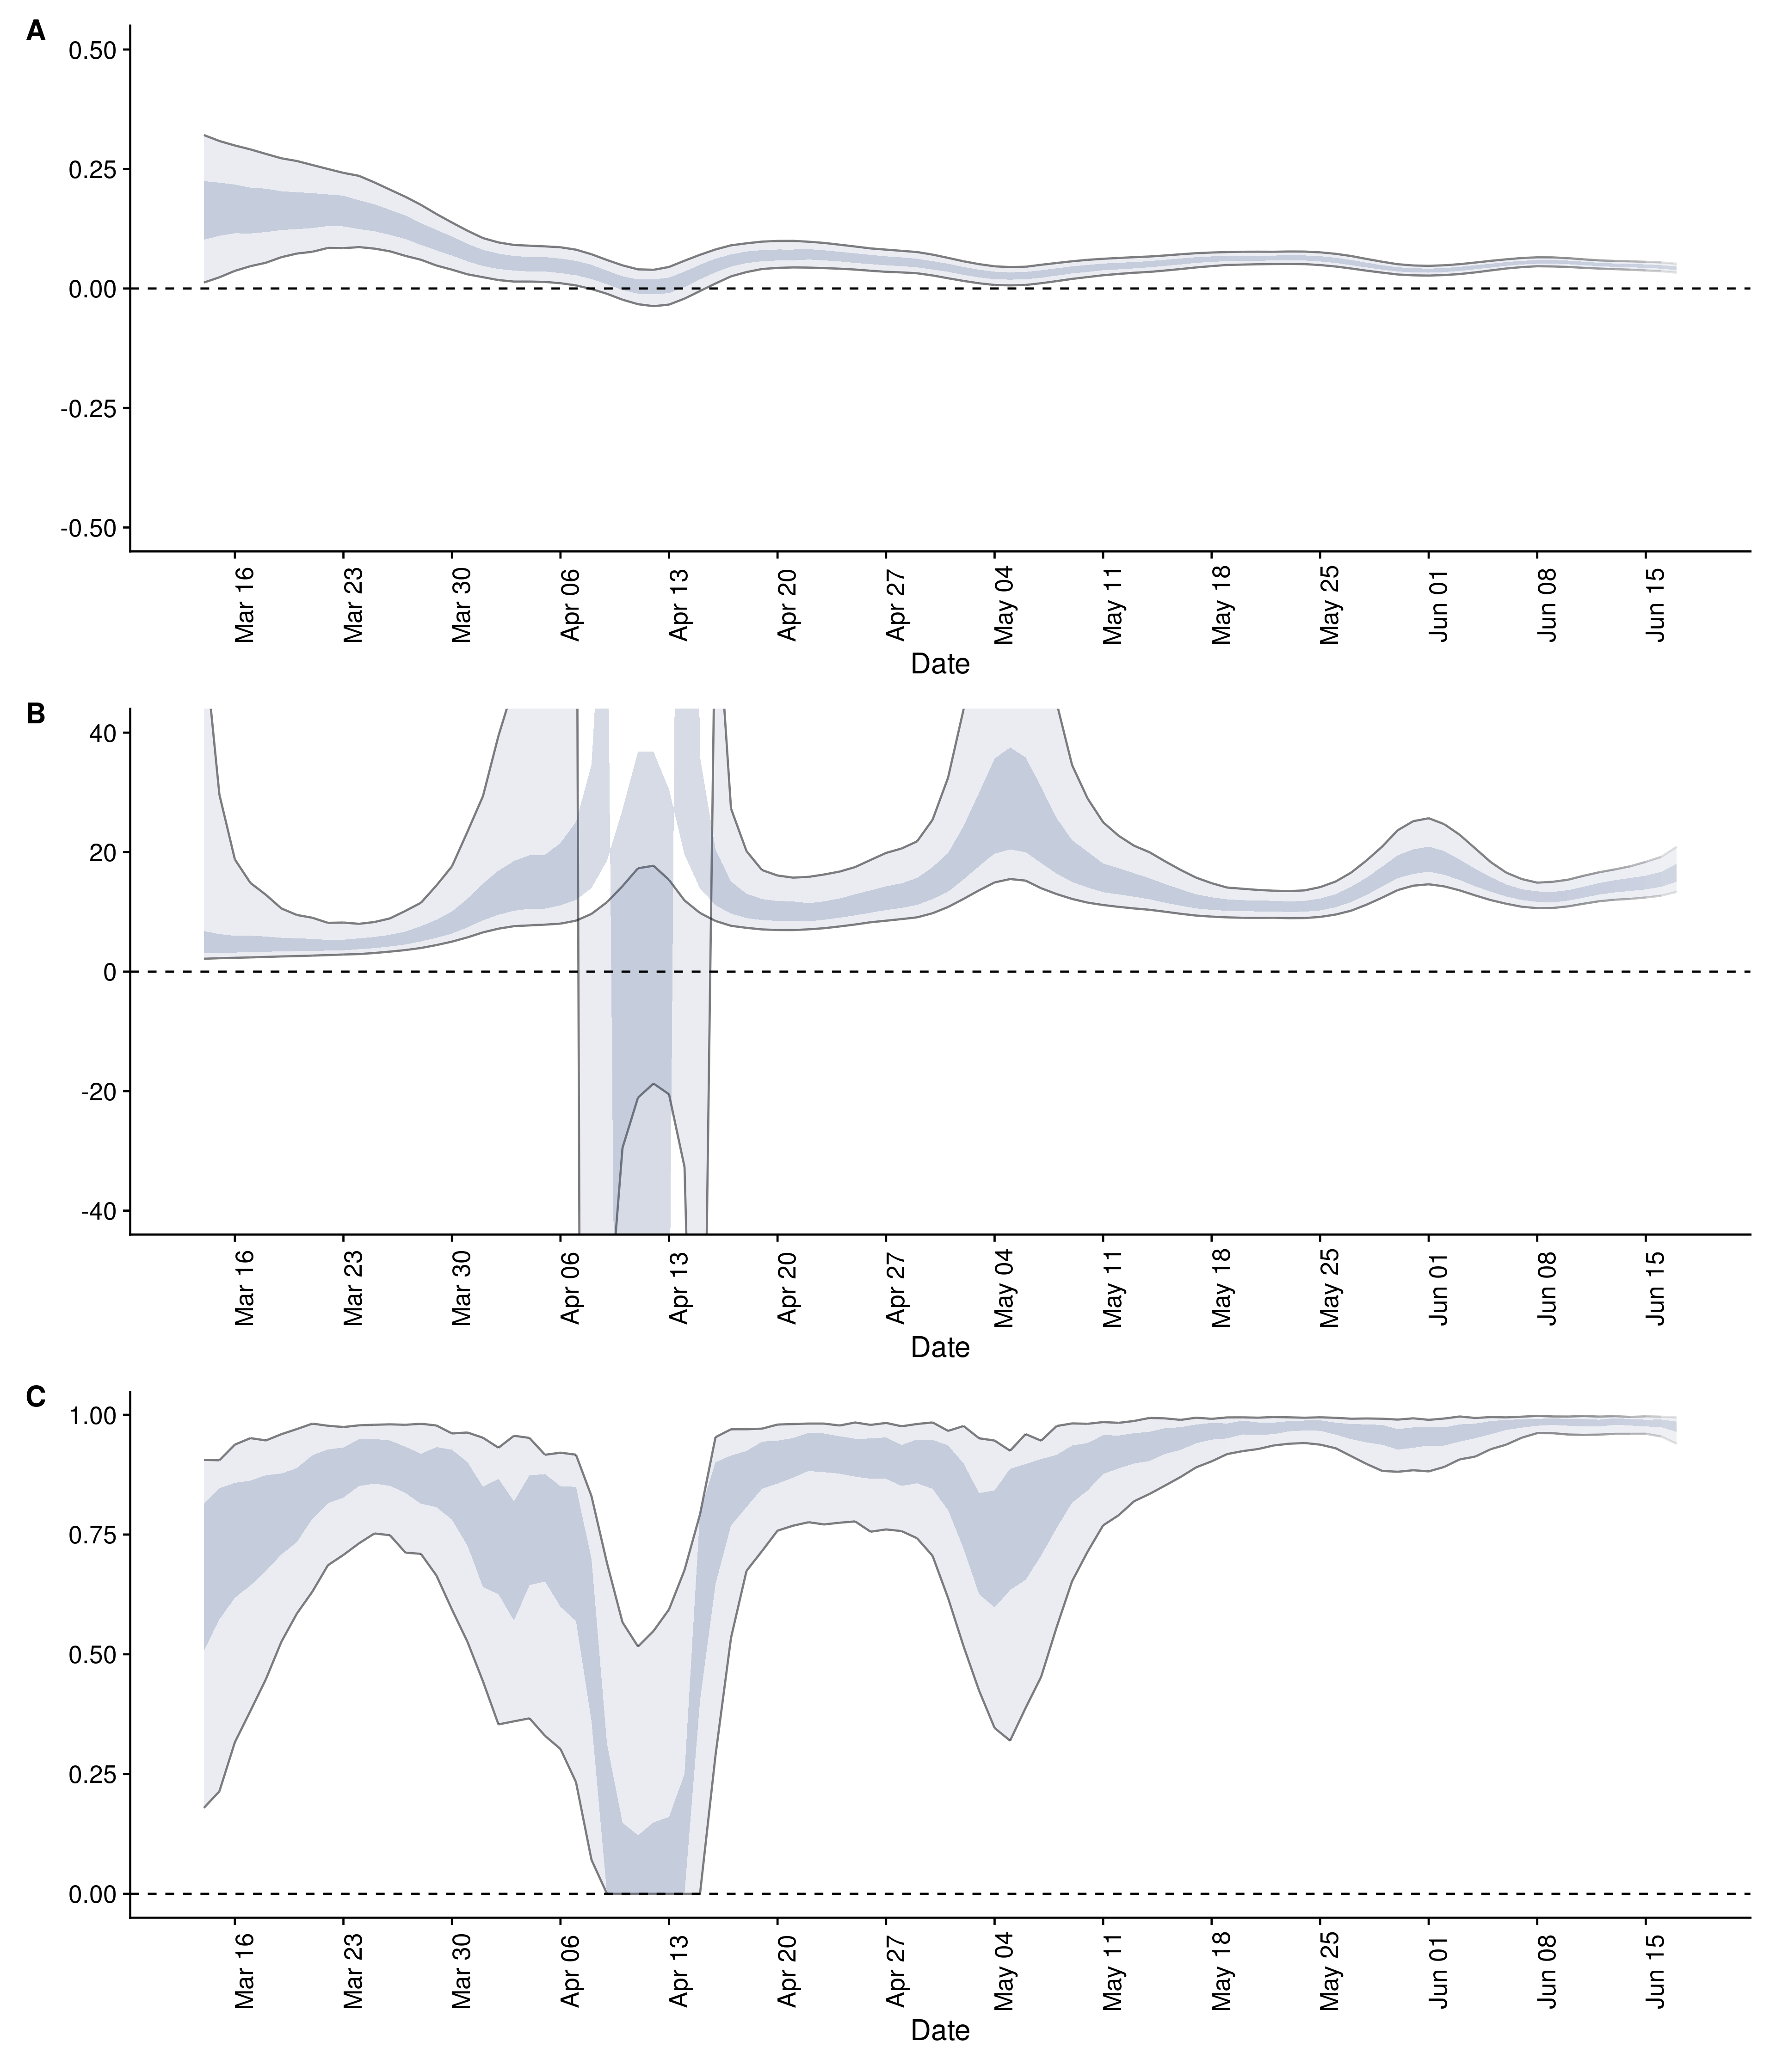 A
0.50
0.25
0.00
-0.25
-0.50
Mar 16
Mar 23
Mar 30
Apr 06
Apr 13
Apr 20
Apr 27
May 04
May 11
May 18
May 25
Jun 01
Jun 08
Jun 15
Date
B
40
20
0
-20
-40
Mar 16
Mar 23
Mar 30
Apr 06
Apr 13
Apr 20
Apr 27
May 04
May 11
May 18
May 25
Jun 01
Jun 08
Jun 15
Date
C
1.00
0.75
0.50
0.25
0.00
Mar 16
Mar 23
Mar 30
Apr 06
Apr 13
Apr 20
Apr 27
May 04
May 11
May 18
May 25
Jun 01
Jun 08
Jun 15
Date